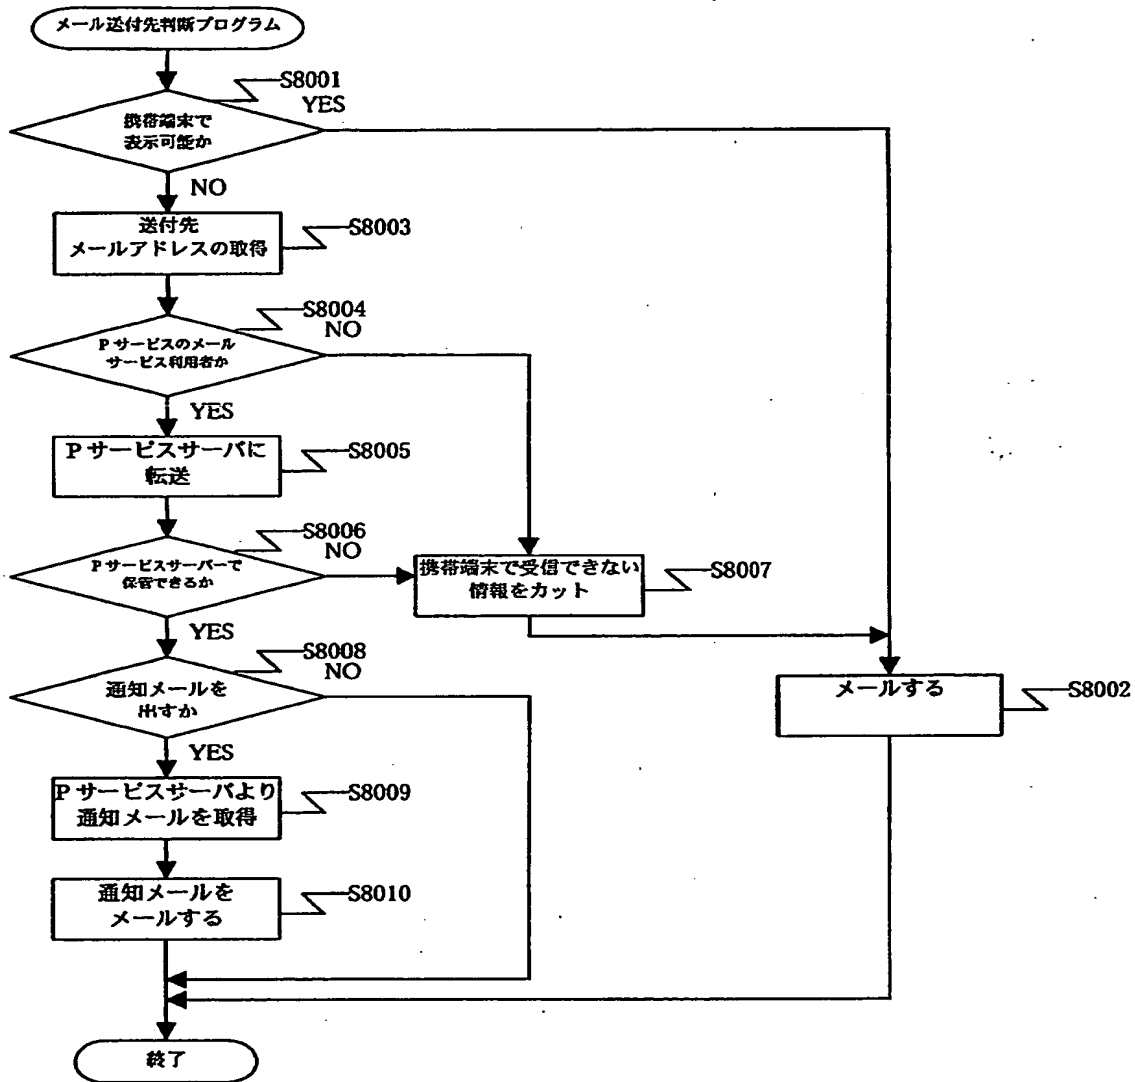 メール送付先判断プログラム
S8001
YES
携帯端末で
表示可能か
NO
送付先
メールアドレスの取得
S8003
S8004
NO
Pサービスのメール
サービス利用者か
YES
Pサービスサーバに
転送
S8005
S8006
NO
Pサービスサーバーで
保管できるか
携帯端末で受信できない
情報をカット
S8007
YES
S8008
NO
通知メールを
出すか
メールする
S8002
YES
Pサービスサーバより
通知メールを取得
S8009
通知メールを
メールする
S8010
終了